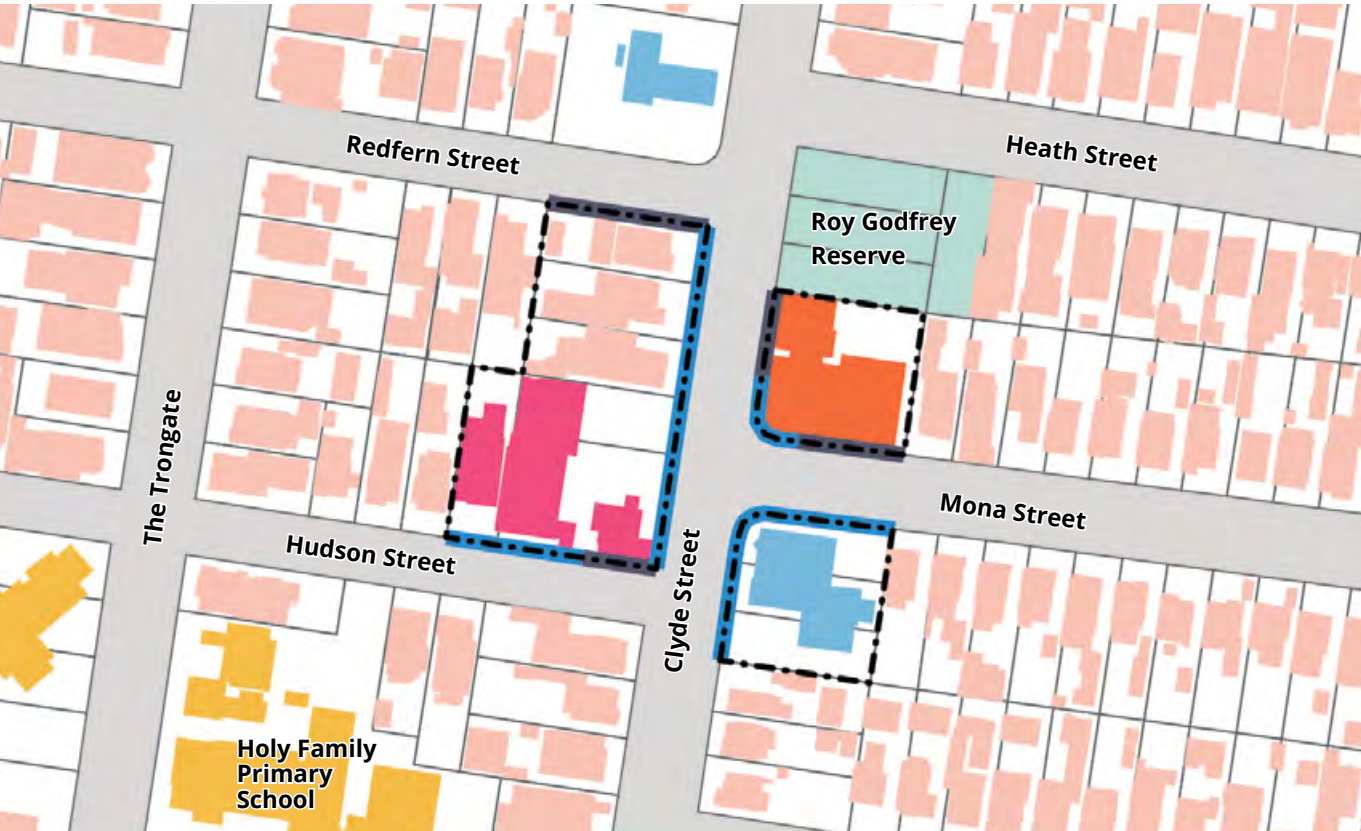 Redfern Street
Heath Street
Roy Godfrey
Reserve
The Trongate
Mona Street
Hudson Street
Clyde Street
Holy Family
Primary
School